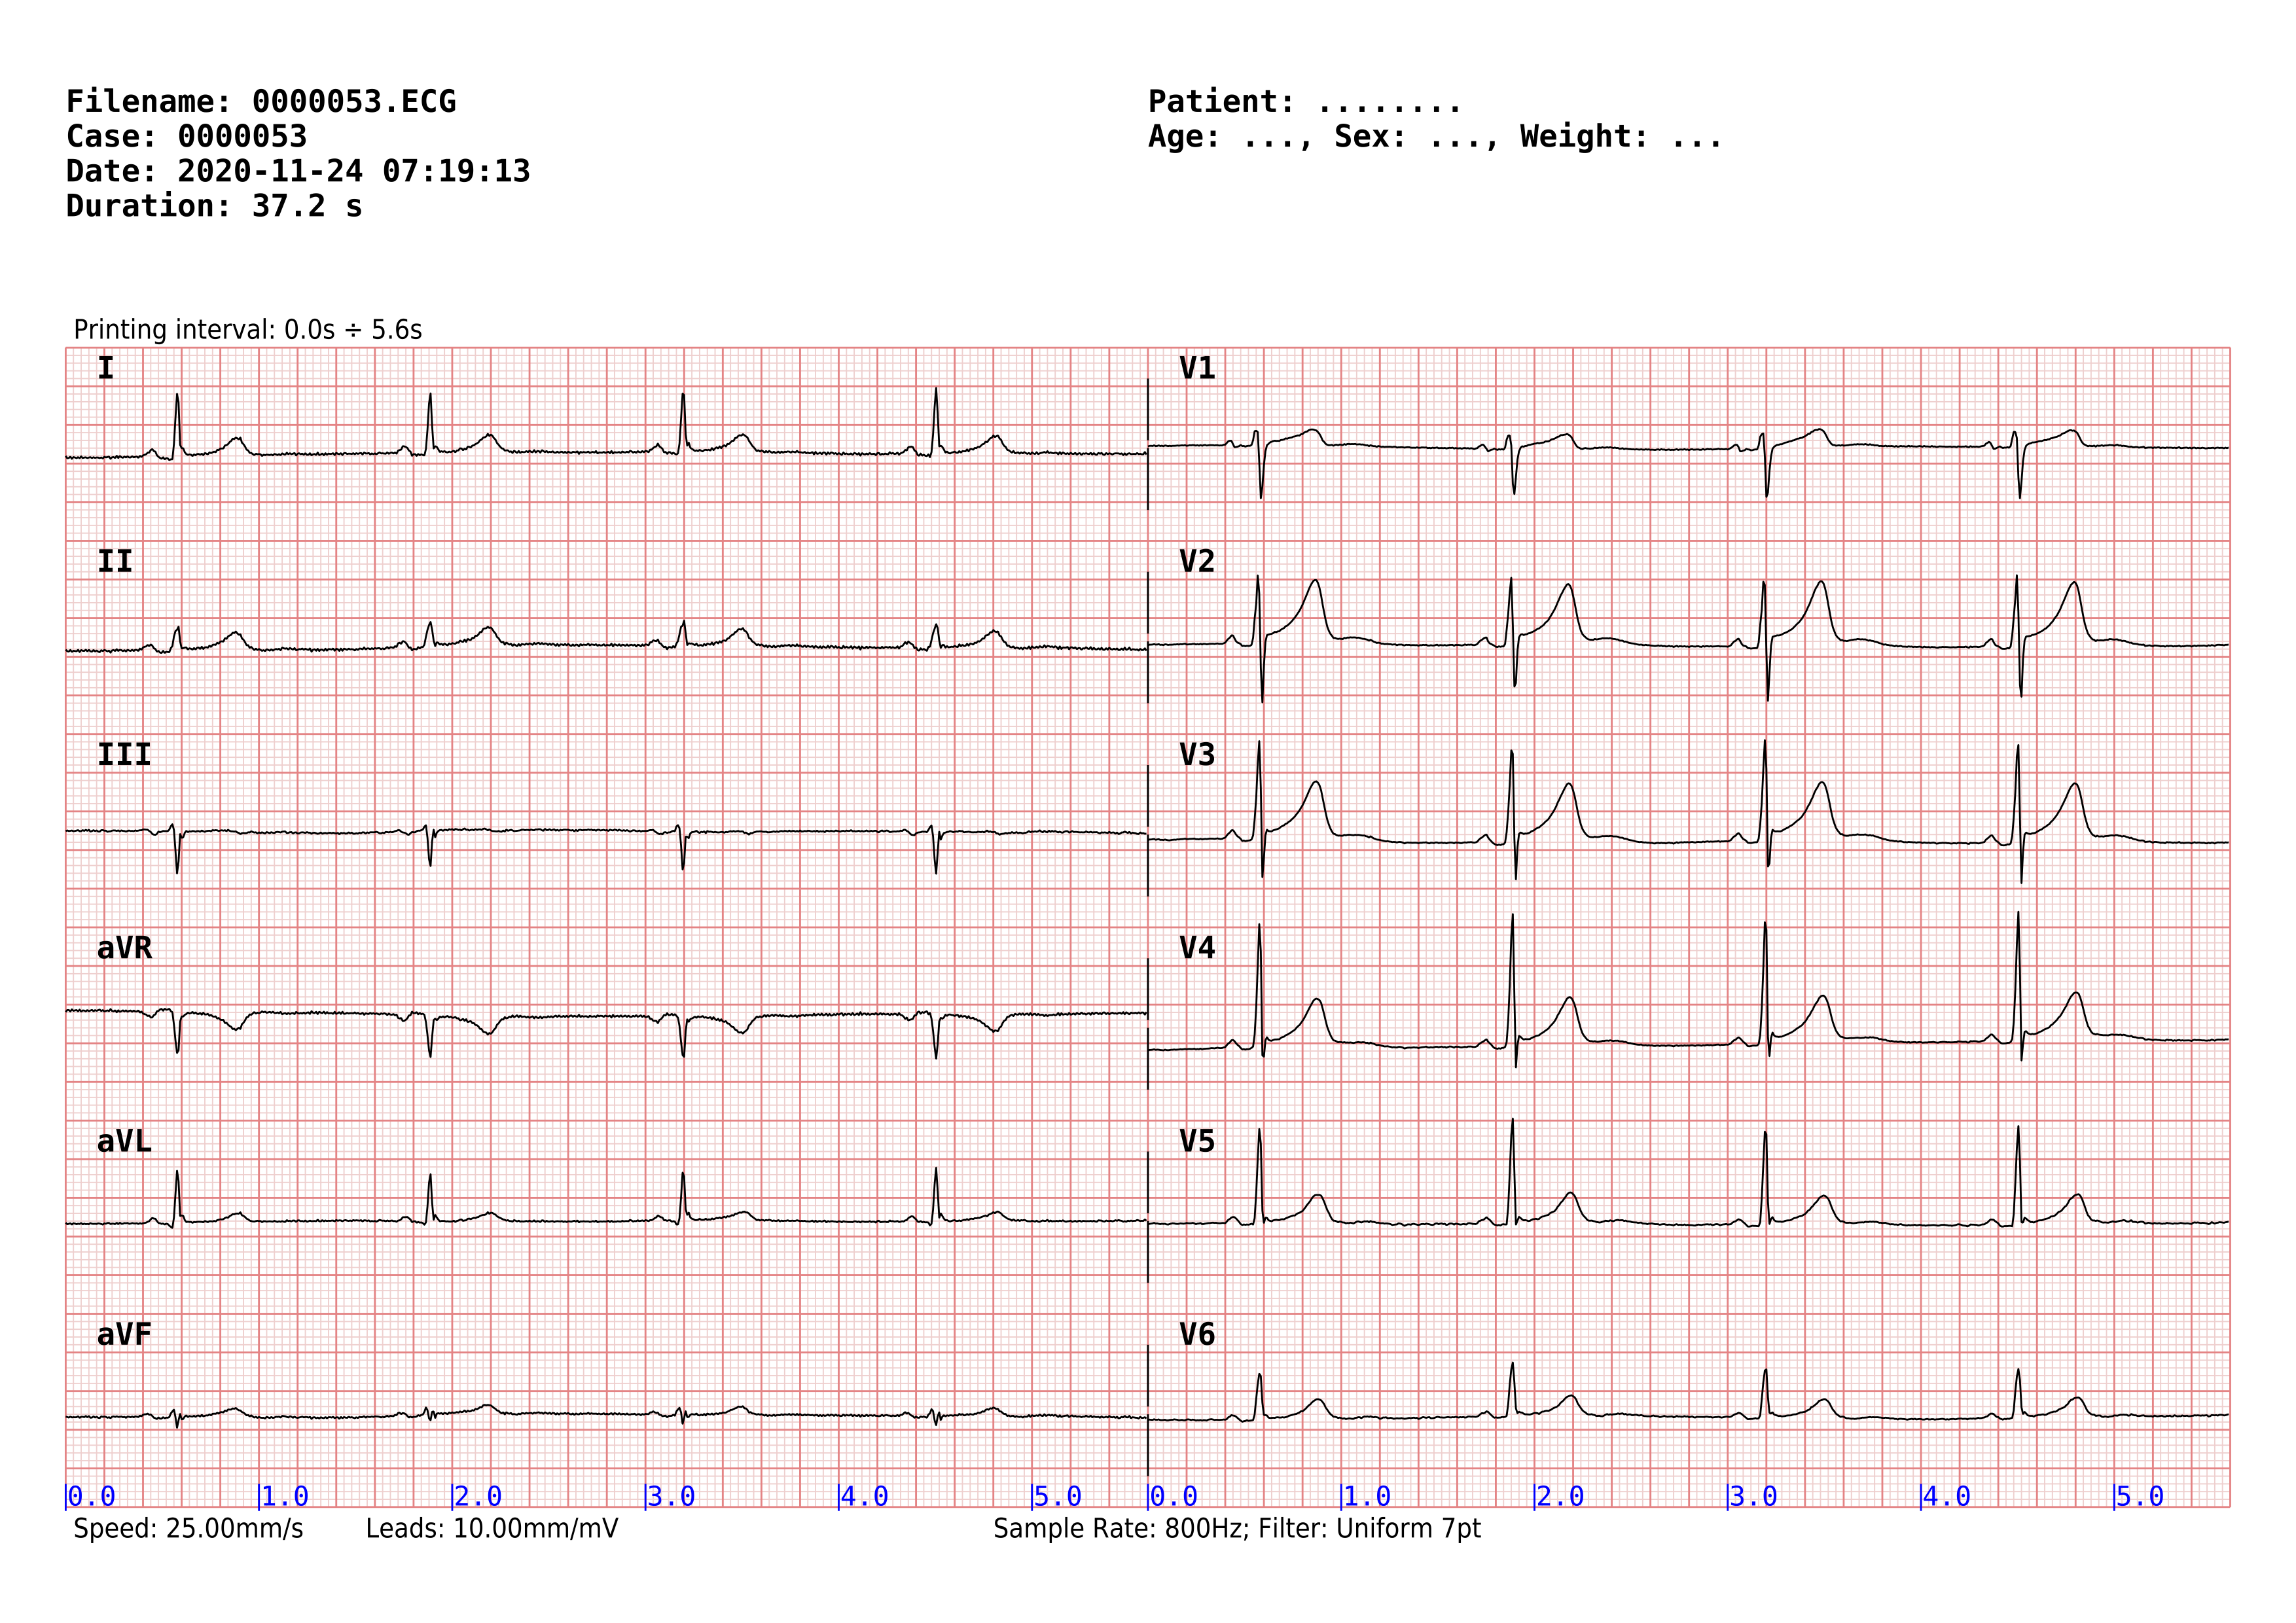 Filename: 0000053.ECG
Case: 0000053
Date: 2020-11-24 07:19:13
Duration: 37.2 s
Patient: ........
Age: ..., Sex: ..., Weight: ...
Printing interval: 0.0s ÷ 5.6s
I
V1
II
V2
III
V3
aVR
V4
aVL
V5
aVF
V6
0.0 1.0 2.0 3.0 4.0 5.0 0.0 1.0 2.0 3.0 4.0 5.0
Speed: 25.00mm/s Leads: 10.00mm/mV Sample Rate: 800Hz; Filter: Uniform 7pt